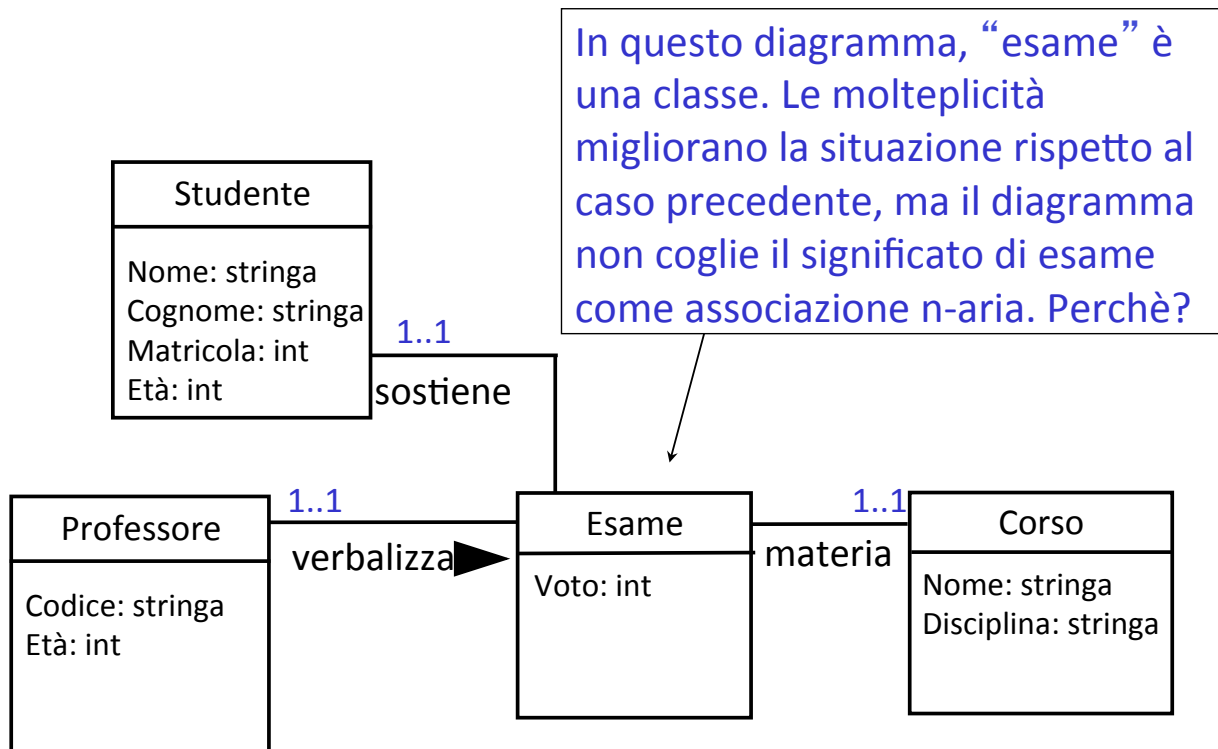 In questo diagramma, “esame” è
una classe. Le molteplicità
migliorano la situazione rispetto al
caso precedente, ma il diagramma
non coglie il significato di esame
come associazione n-aria. Perchè?
Studente
Nome: stringa
Cognome: stringa
Matricola: int
Età: int
1..1
sostiene
Professore
Codice: stringa
Età: int
1..1
verbalizza
Esame
Voto: int
1..1
materia
Corso
Nome: stringa
Disciplina: stringa